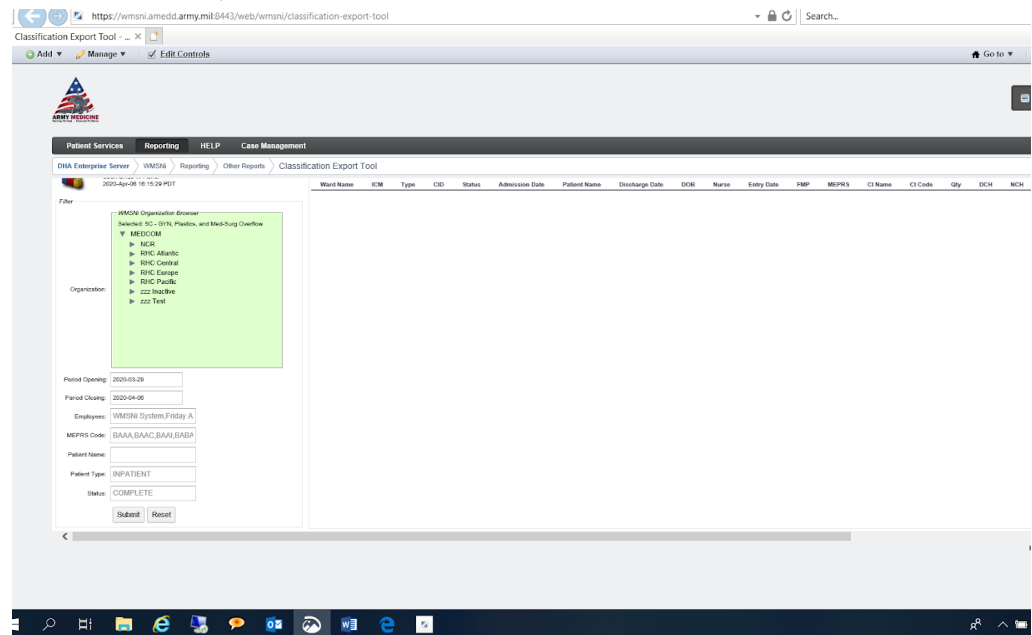 https://wmsni.amedd.army.mil:8443/web/wmsni/classification-export-tool
Search...
Classification Export Tool - ... ×
Add ▼ Manage ▼ Edit Controls Go to ▼
ARMY MEDICINE
Patient Services Reporting HELP Case Management
DHA Enterprise Server WMSNi Reporting Other Reports Classification Export Tool
2020-Apr-06 16:15:29 PDT
Ward Name ICM Type CID Status Admission Date Patient Name Discharge Date DOB Nurse Entry Date FMP MEPRS CI Name CI Code Qty DCH NCH
Filter
WMSNi Organization Browser
Selected: 5C - GYN, Plastics, and Med-Surg Overflow
MEDCOM
NCR
RHC Atlantic
RHC Central
RHC Europe
RHC Pacific
zzz Inactive
zzz Test
Organization:
Period Opening: 2020-03-29
Period Closing: 2020-04-06
Employees: WMSNi System,Friday A
MEPRS Code: BAAA,BAAC,BAAI,BABA
Patient Name:
Patient Type: INPATIENT
Status: COMPLETE
Submit Reset